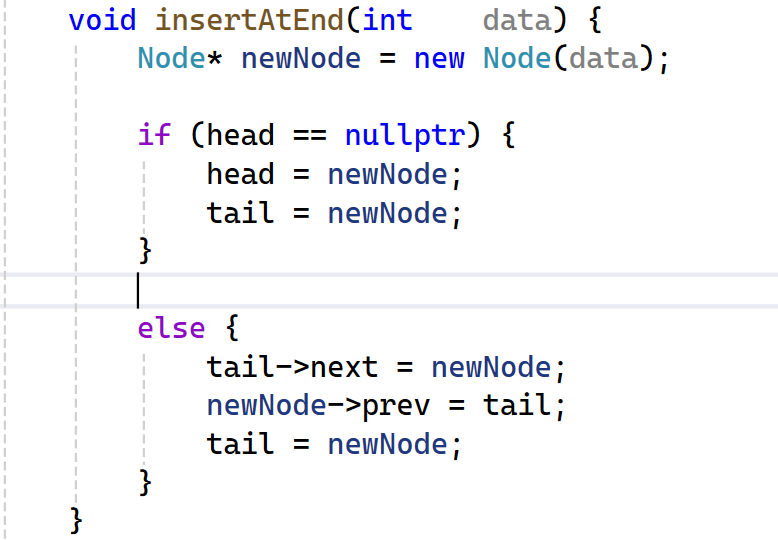 void insertAtEnd(int    data) {
    Node* newNode = new Node(data);

    if (head == nullptr) {
        head = newNode;
        tail = newNode;
    }

    else {
        tail->next = newNode;
        newNode->prev = tail;
        tail = newNode;
    }
}